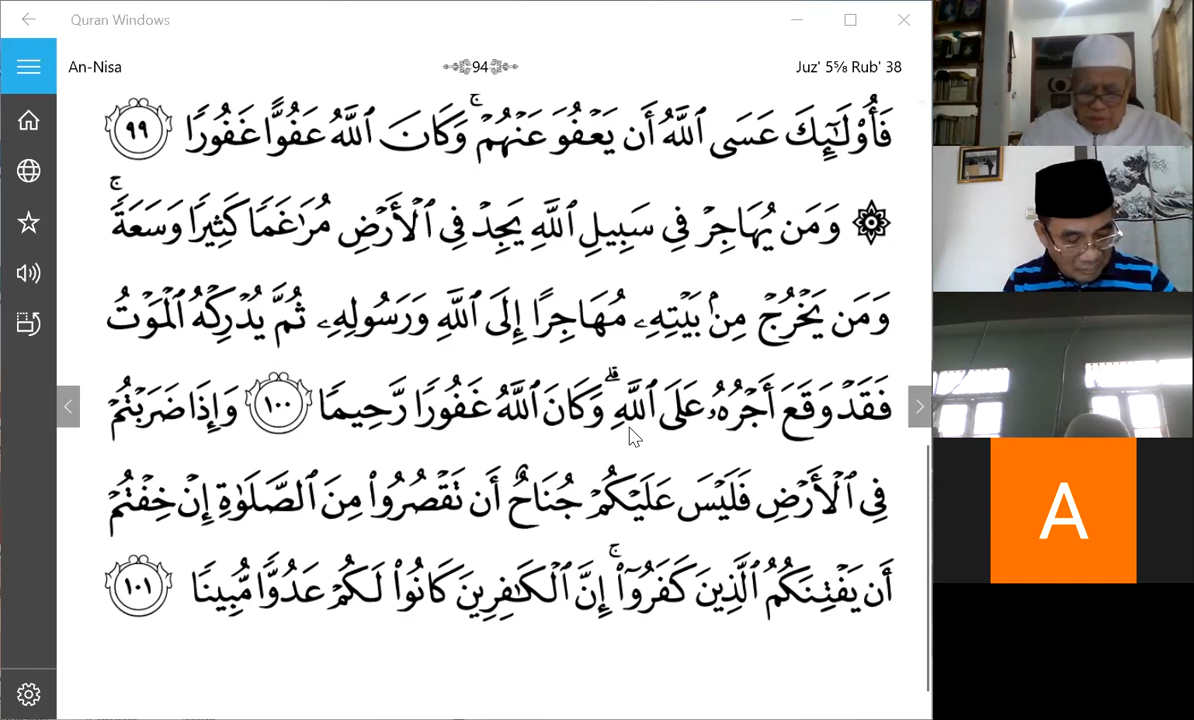 Quran Windows
An-Nisa
94
Juz' 5⅝ Rub' 38
فَأُو۟لَـٰٓئِكَ عَسَى ٱللَّهُ أَن يَعْفُوَ عَنْهُمْ ۚ وَكَانَ ٱللَّهُ عَفُوًّا غَفُورًا ٩٩
۞ وَمَن يُهَاجِرْ فِى سَبِيلِ ٱللَّهِ يَجِدْ فِى ٱلْأَرْضِ مُرَٰغَمًا كَثِيرًا وَسَعَةً ۚ
وَمَن يَخْرُجْ مِنۢ بَيْتِهِۦ مُهَاجِرًا إِلَى ٱللَّهِ وَرَسُولِهِۦ ثُمَّ يُدْرِكْهُ ٱلْمَوْتُ
فَقَدْ وَقَعَ أَجْرُهُۥ عَلَى ٱللَّهِ ۗ وَكَانَ ٱللَّهُ غَفُورًا رَّحِيمًا ١٠٠ وَإِذَا ضَرَبْتُمْ
فِى ٱلْأَرْضِ فَلَيْسَ عَلَيْكُمْ جُنَاحٌ أَن تَقْصُرُوا۟ مِنَ ٱلصَّلَوٰةِ إِنْ خِفْتُمْ
أَن يَفْتِنَكُمُ ٱلَّذِينَ كَفَرُوٓا۟ ۚ إِنَّ ٱلْكَـٰفِرِينَ كَانُوا۟ لَكُمْ عَدُوًّا مُّبِينًا ١٠١
A